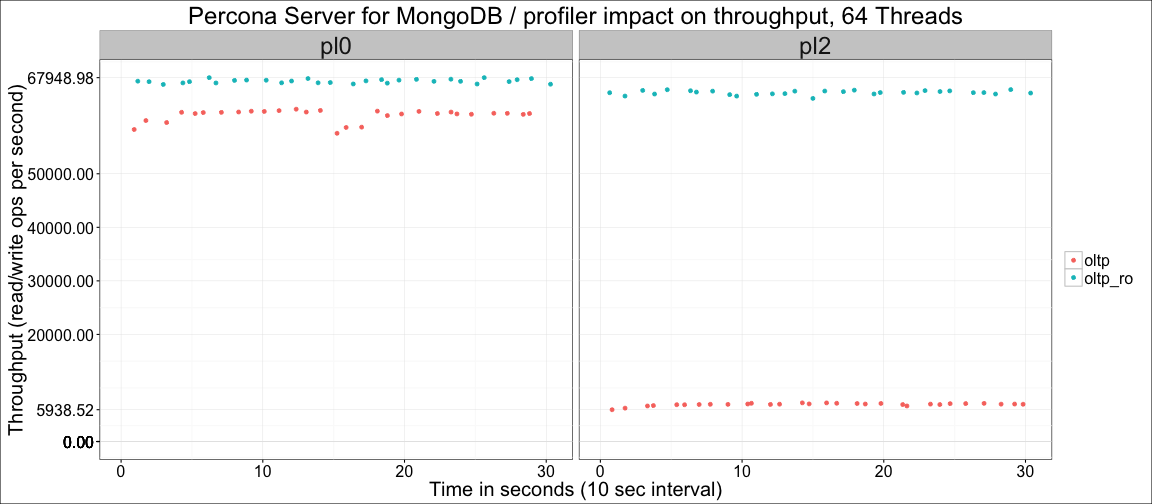 Percona Server for MongoDB / profiler impact on throughput, 64 Threads
pl0
pl2
Throughput (read/write ops per second)
67948.98
50000.00
40000.00
30000.00
20000.00
5938.52
0.00
0 10 20 30
0 10 20 30
Time in seconds (10 sec interval)
oltp
oltp_ro